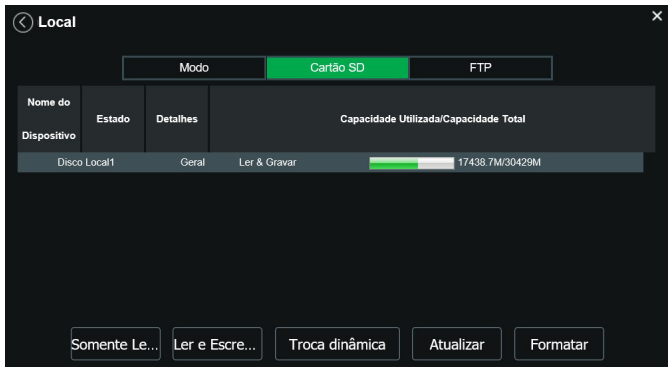 Local
Modo Cartão SD FTP
Nome do
Dispositivo Estado Detalhes Capacidade Utilizada/Capacidade Total
Disco Local1 Geral Ler & Gravar 17438.7M/30429M
Somente Le... Ler e Escre... Troca dinâmica Atualizar Formatar